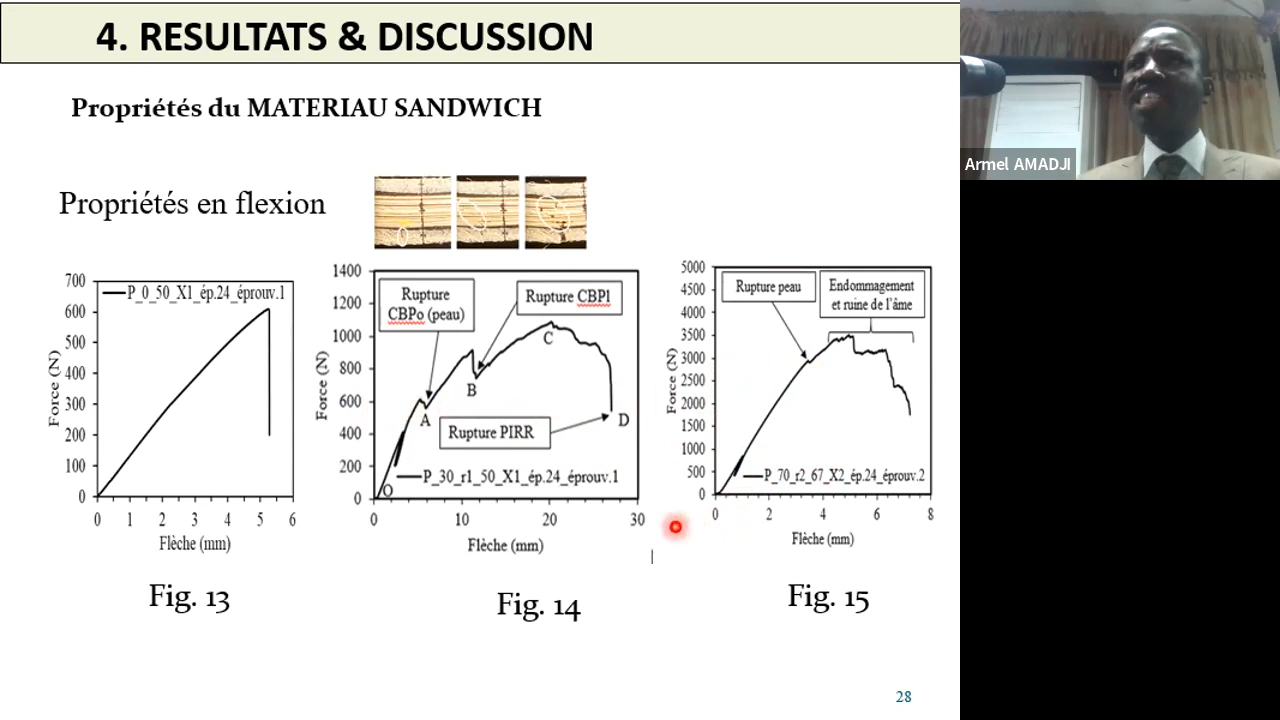 4. RESULTATS & DISCUSSION
Armel AMADJI
Propriétés du MATERIAU SANDWICH
Propriétés en flexion
700
600
500
400
300
200
100
0
Force (N)
P_0_50_X1_ép.24_éprouv.1
0 1 2 3 4 5 6
Flèche (mm)
Fig. 13
1400
1200
1000
800
600
400
200
0
Force (N)
Rupture
CBPo (peau)
Rupture CBPl
C
B
A
D
O
Rupture PIRR
P_30_r1_50_X1_ép.24_éprouv.1
0 10 20 30
Flèche (mm)
Fig. 14
5000
4500
4000
3500
3000
2500
2000
1500
1000
500
0
Force (N)
Rupture peau
Endommagement
et ruine de l'âme
P_70_r2_67_X2_ép.24_éprouv.2
0 2 4 6 8
Flèche (mm)
Fig. 15
28